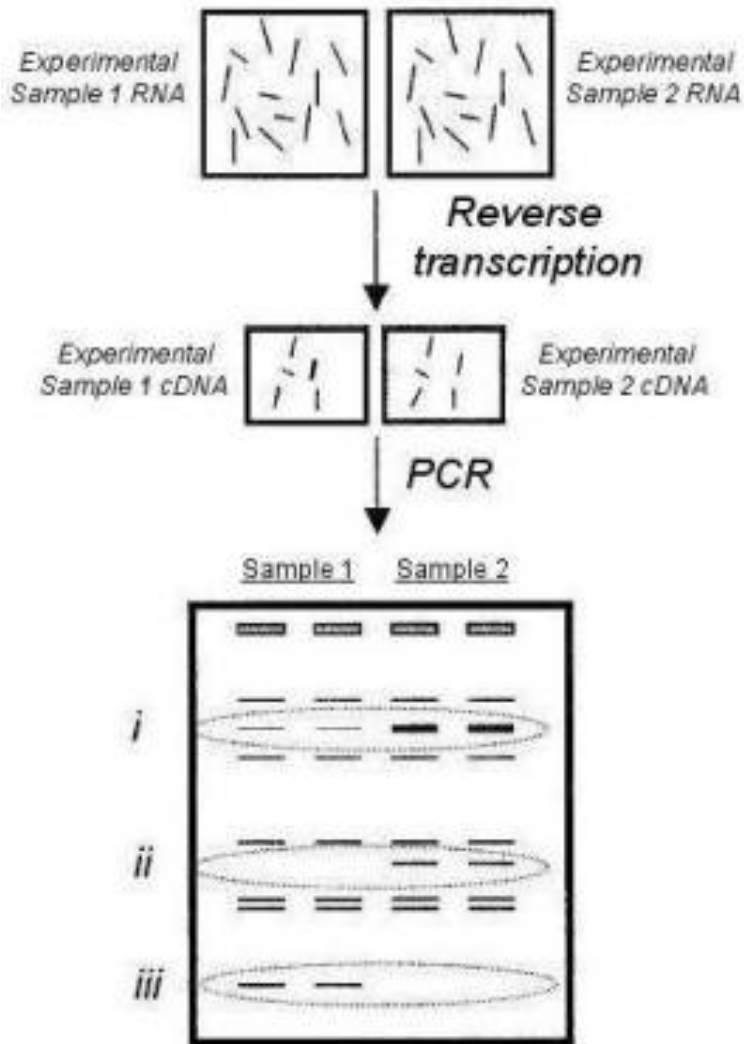 Experimental
Sample 1 RNA
Experimental
Sample 2 RNA
Reverse
transcription
Experimental
Sample 1 cDNA
Experimental
Sample 2 cDNA
PCR
Sample 1 Sample 2
i
ii
iii